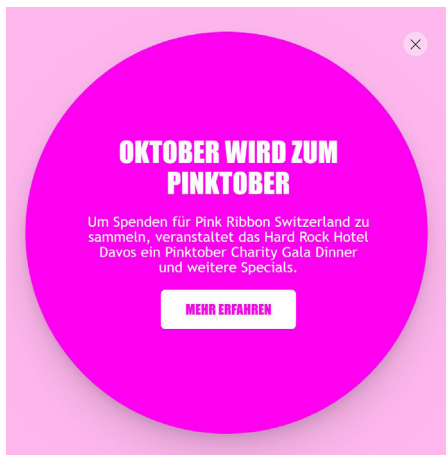 OKTOBER WIRD ZUM
PINKTOBER
Um Spenden für Pink Ribbon Switzerland zu
sammeln, veranstaltet das Hard Rock Hotel
Davos ein Pinktober Charity Gala Dinner
und weitere Specials.
MEHR ERFAHREN